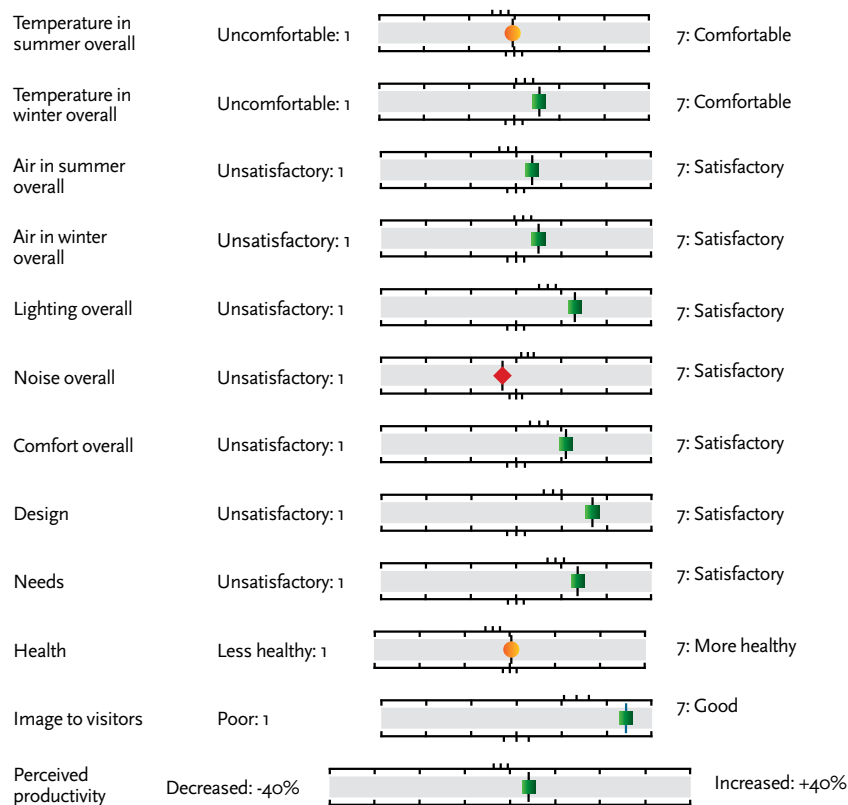 Temperature in
summer overall
Uncomfortable: 1
7: Comfortable
Temperature in
winter overall
Uncomfortable: 1
7: Comfortable
Air in summer
overall
Unsatisfactory: 1
7: Satisfactory
Air in winter
overall
Unsatisfactory: 1
7: Satisfactory
Lighting overall
Unsatisfactory: 1
7: Satisfactory
Noise overall
Unsatisfactory: 1
7: Satisfactory
Comfort overall
Unsatisfactory: 1
7: Satisfactory
Design
Unsatisfactory: 1
7: Satisfactory
Needs
Unsatisfactory: 1
7: Satisfactory
Health
Less healthy: 1
7: More healthy
Image to visitors
Poor: 1
7: Good
Perceived
productivity
Decreased: -40%
Increased: +40%